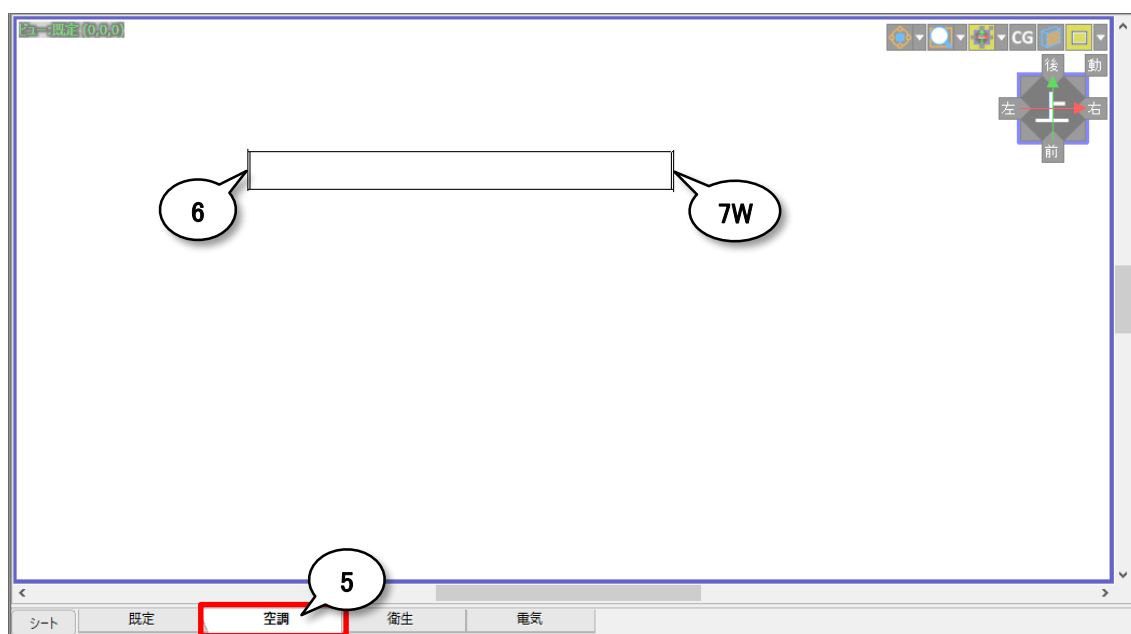 ビュー:既定 (0,0,0)
CG
後
動
左
上
右
前
6
7W
5
シート
既定
空調
衛生
電気